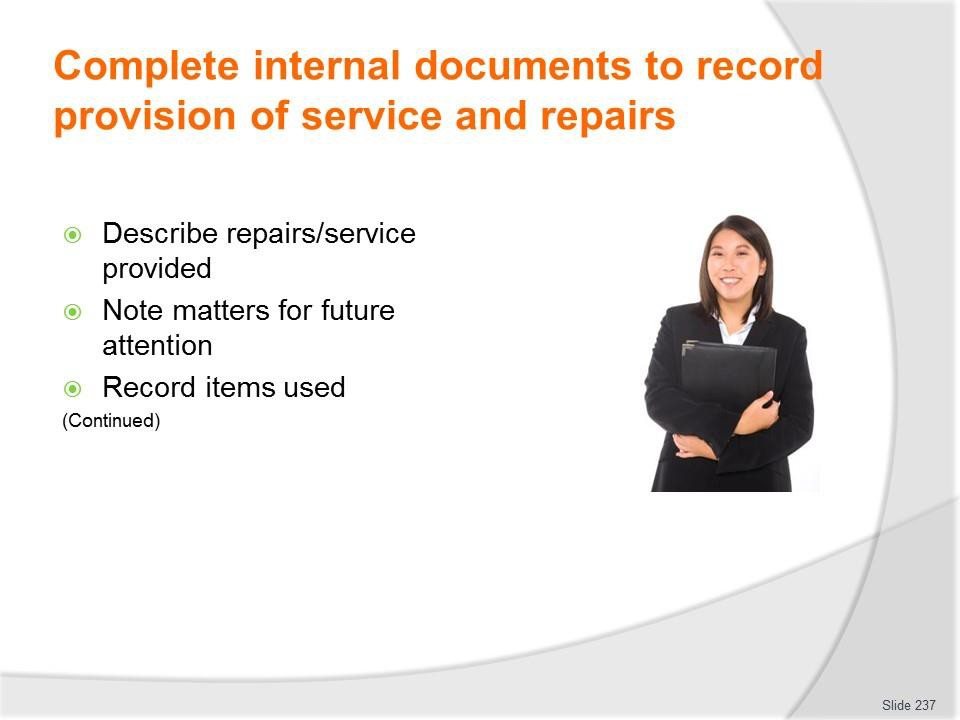 Complete internal documents to record
provision of service and repairs
Describe repairs/service
provided
Note matters for future
attention
Record items used
(Continued)
Slide 237